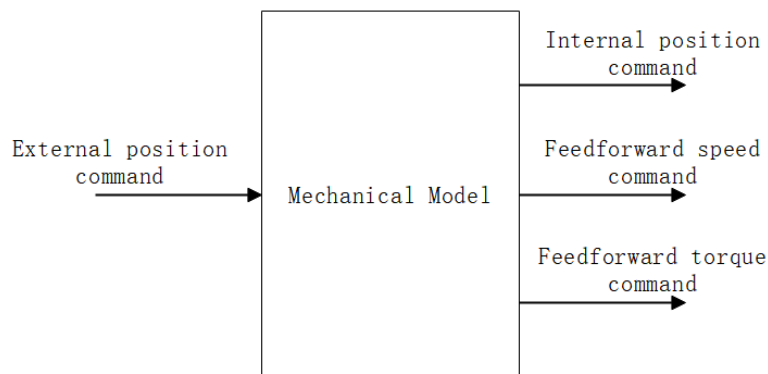 External position
command
Mechanical Model
Internal position
command
Feedforward speed
command
Feedforward torque
command